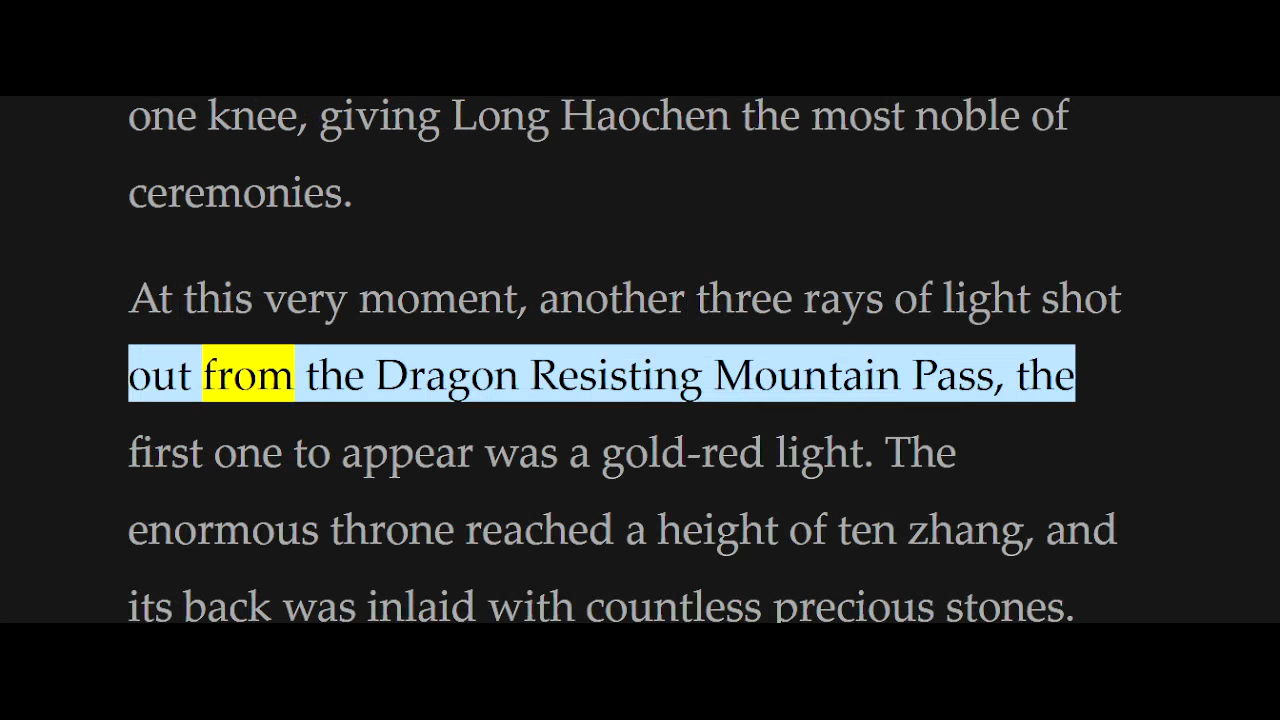 one knee, giving Long Haochen the most noble of
ceremonies.
At this very moment, another three rays of light shot
out from the Dragon Resisting Mountain Pass, the
first one to appear was a gold-red light. The
enormous throne reached a height of ten zhang, and
its back was inlaid with countless precious stones.